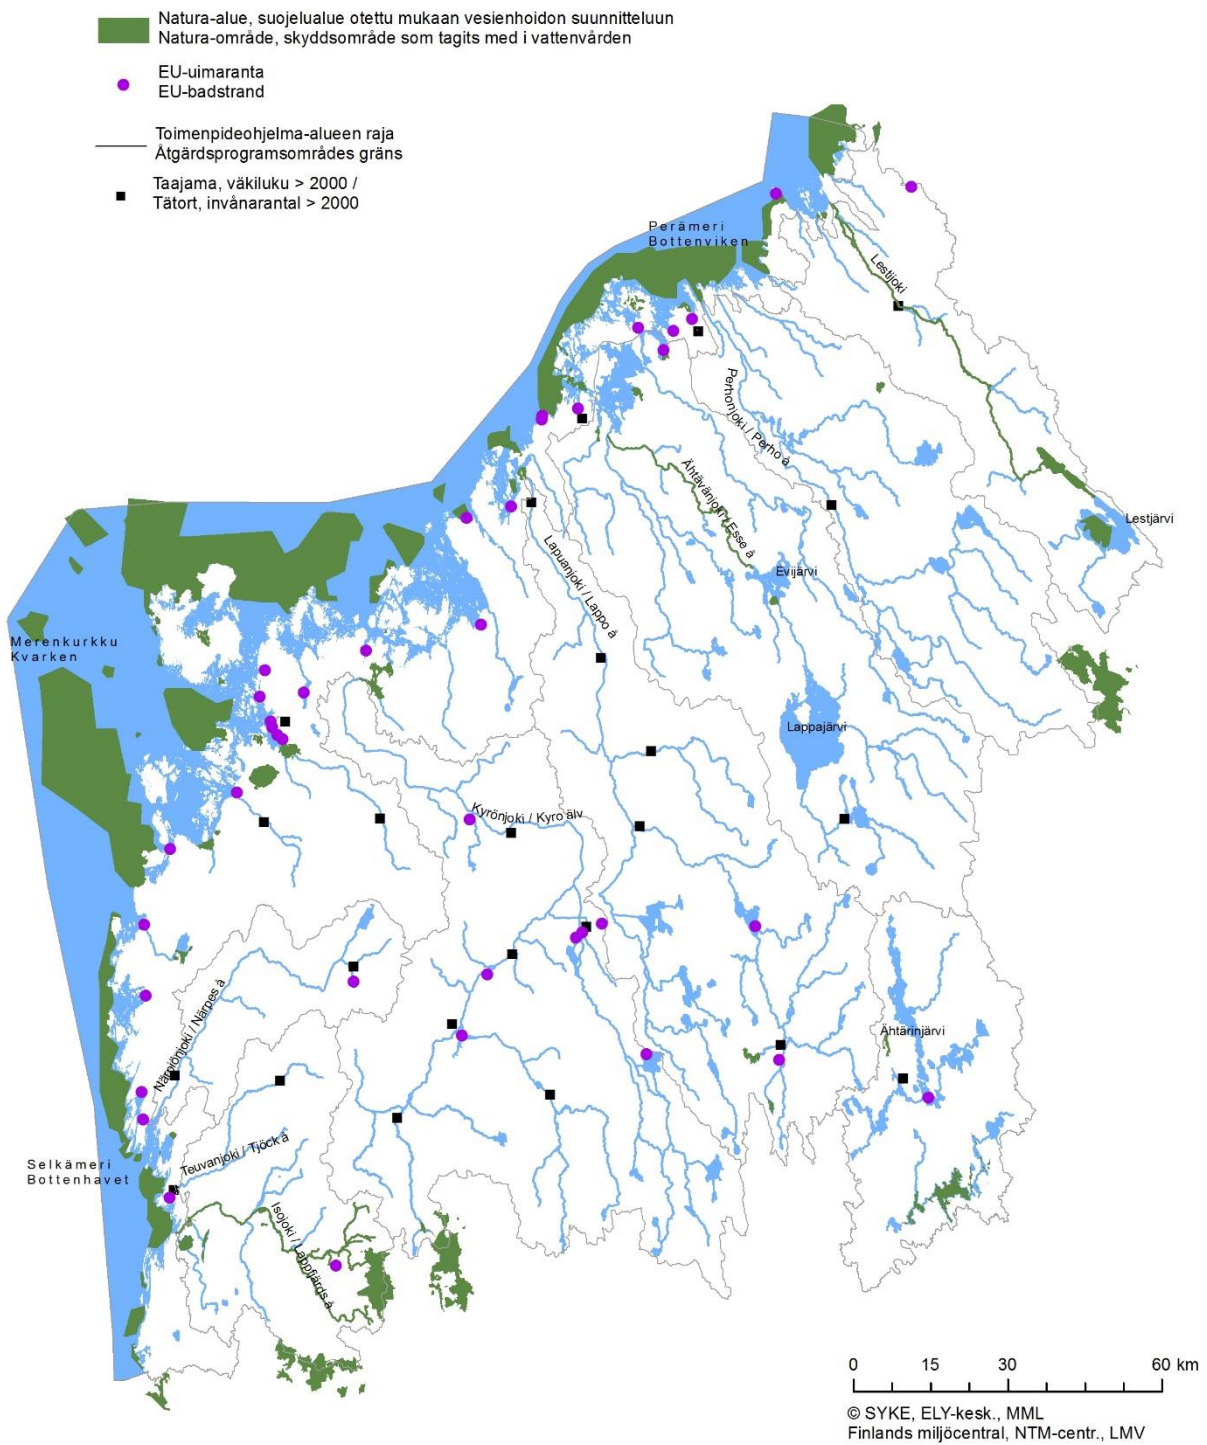 Natura-alue, suojelualue otettu mukaan vesienhoidon suunnitteluun
Natura-område, skyddsområde som tagits med i vattenvården
EU-uimaranta
EU-badstrand
Toimenpideohjelma-alueen raja
Åtgärdsprogramsområdes gräns
Taajama, väkiluku > 2000 /
Tätort, invånarantal > 2000
Perämeri
Bottenviken
Lestijoki
Perhonjoki / Perho å
Ähtävänjoki / Esse å
Lestjärvi
Lapuanjoki / Lappo å
Evijärvi
Merenkurkku
Kvarken
Lappajärvi
Kyrönjoki / Kyro älv
Närpiönjoki / Närpes å
Ähtärinjärvi
Teuvanjoki / Tjöck å
Selkämeri
Bottenhavet
Isojoki / Lappfjärds å
0 15 30 60 km
© SYKE, ELY-kesk., MML
Finlands miljöcentral, NTM-centr., LMV